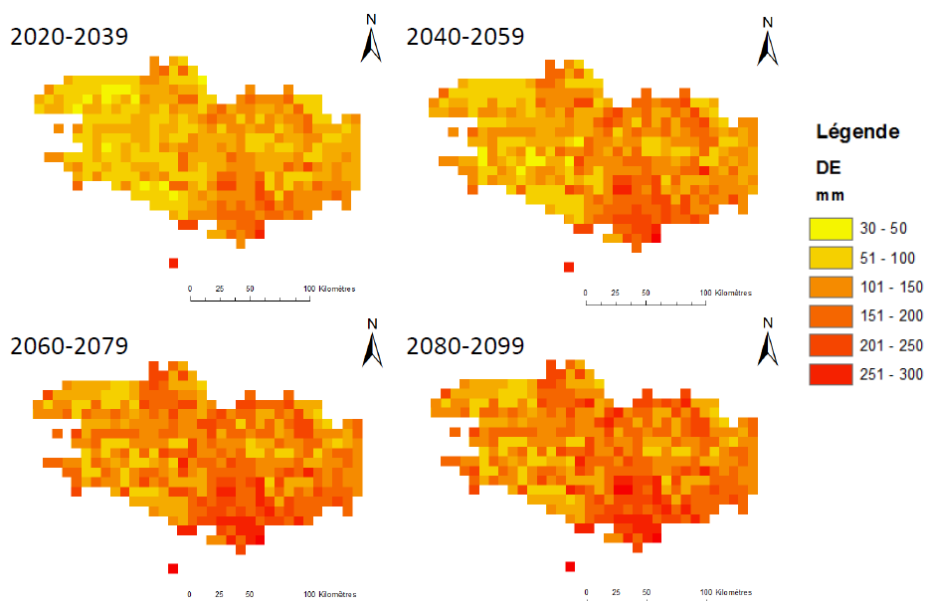 2020-2039
N
0 25 50 100 Kilomètres
2040-2059
N
0 25 50 100 Kilomètres
Légende
DE
mm
30 - 50
51 - 100
101 - 150
151 - 200
201 - 250
251 - 300
2060-2079
N
0 25 50 100 Kilomètres
2080-2099
N
0 25 50 100 Kilomètres